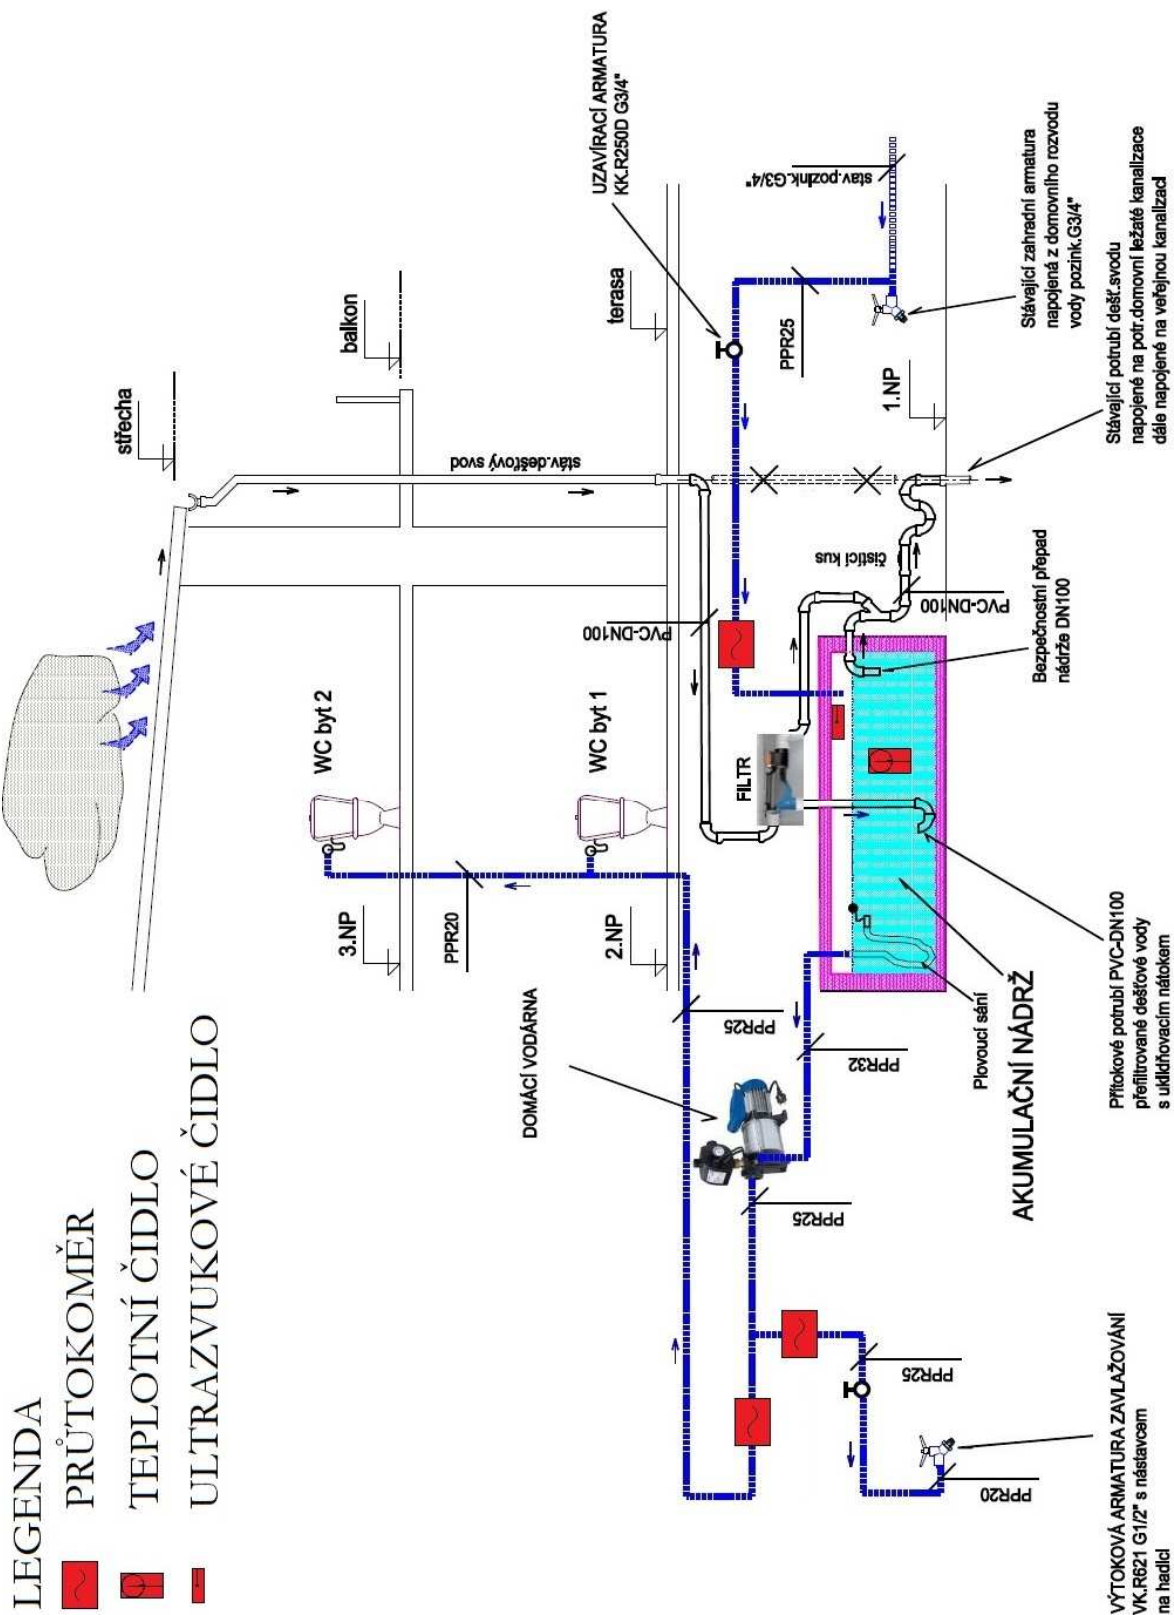 LEGENDA
PRŮTOKOMĚR
TEPLOTNÍ ČIDLO
ULTRAZVUKOVÉ ČIDLO
střecha
balkon
terasa
UZAVÍRACÍ ARMATURA
KK.R250D G3/4"
stáv.dešťový svod
WC byt 2
WC byt 1
3.NP
2.NP
1.NP
PPR20
PPR25
PPR25
stav.pozink.G3/4"
PVC-DN100
FILTR
čistící kus
PVC-DN100
DOMÁCÍ VODÁRNA
PPR32
PPR25
PPR25
PPR20
Plovoucí sání
AKUMULAČNÍ NÁDRŽ
Bezpečnostní přepad
nádrže DN100
Stávající zahradní armatura
napojená z domovního rozvodu
vody pozink.G3/4"
Stávající potrubí dešť.svodu
napojené na potr.domovní ležaté kanalizace
dále napojené na veřejnou kanalizaci
Přítokové potrubí PVC-DN100
přefiltrované dešťové vody
s uklidňovacím nátokem
VÝTOKOVÁ ARMATURA ZAVLAŽOVÁNÍ
VK.R621 G1/2" s nástavcem
na hadici